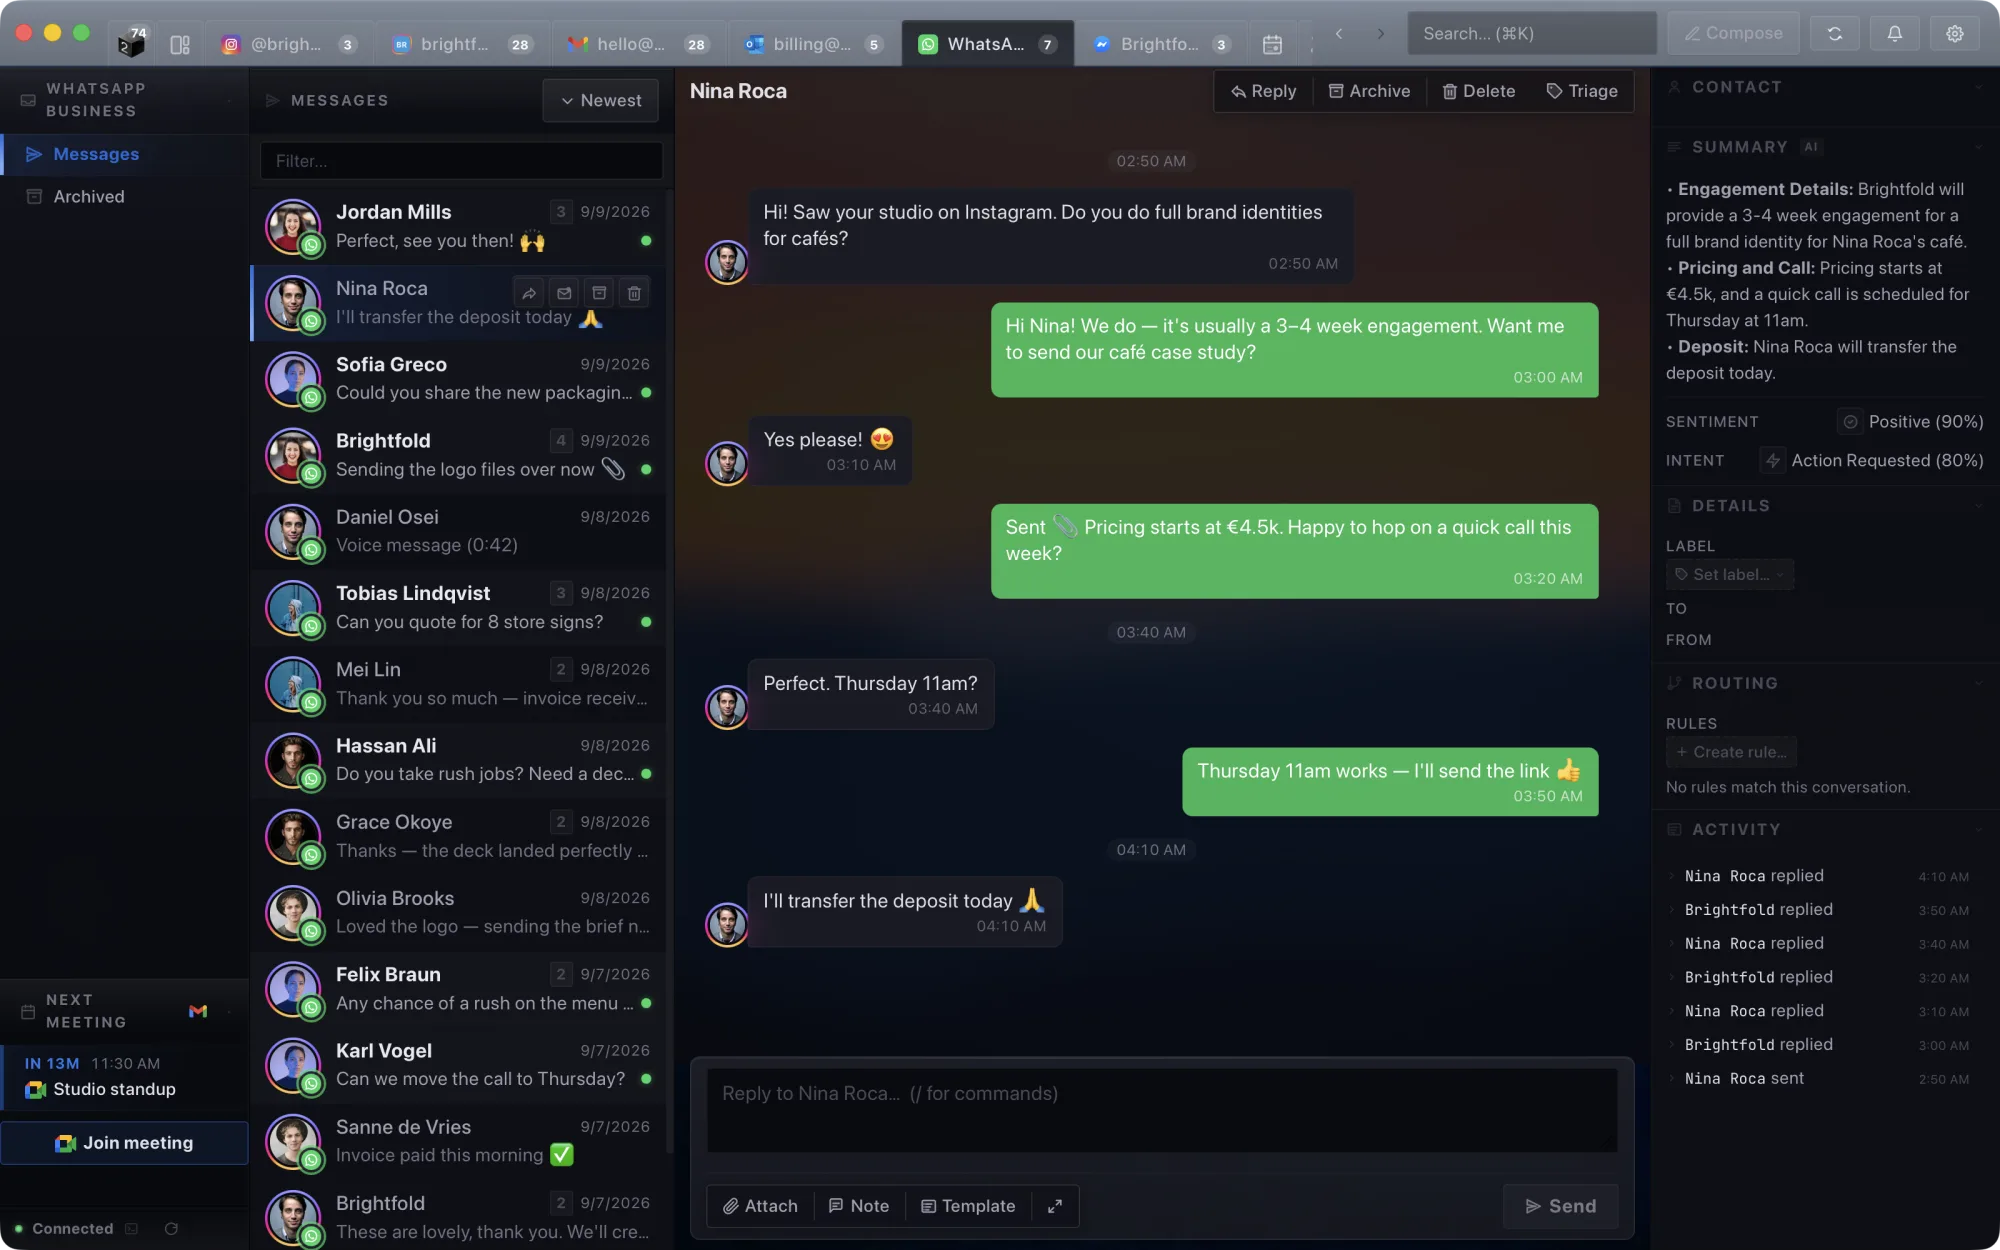 74
@brigh... 3
brightf... 28
hello@... 28
billing@... 5
WhatsA... 7
Brightfo... 3
Search... (⌘K)
Compose
WHATSAPP
BUSINESS
Messages
Archived
NEXT
MEETING
IN 13M 11:30 AM
Studio standup
Join meeting
Connected
MESSAGES
Newest
Filter...
Jordan Mills 3 9/9/2026
Perfect, see you then! 🙌
Nina Roca
I'll transfer the deposit today 🙏
Sofia Greco 9/9/2026
Could you share the new packagin...
Brightfold 4 9/9/2026
Sending the logo files over now 📎
Daniel Osei 9/8/2026
Voice message (0:42)
Tobias Lindqvist 3 9/8/2026
Can you quote for 8 store signs?
Mei Lin 2 9/8/2026
Thank you so much — invoice receiv...
Hassan Ali 9/8/2026
Do you take rush jobs? Need a dec...
Grace Okoye 2 9/8/2026
Thanks — the deck landed perfectly ...
Olivia Brooks 9/8/2026
Loved the logo — sending the brief n...
Felix Braun 2 9/7/2026
Any chance of a rush on the menu ...
Karl Vogel 9/7/2026
Can we move the call to Thursday?
Sanne de Vries 9/7/2026
Invoice paid this morning ✅
Brightfold 2 9/7/2026
These are lovely, thank you. We'll cre...
Nina Roca
Reply
Archive
Delete
Triage
02:50 AM
Hi! Saw your studio on Instagram. Do you do full brand identities
for cafés?
02:50 AM
Hi Nina! We do — it's usually a 3–4 week engagement. Want me
to send our café case study?
03:00 AM
Yes please! 😍
03:10 AM
Sent 📎 Pricing starts at €4.5k. Happy to hop on a quick call this
week?
03:20 AM
03:40 AM
Perfect. Thursday 11am?
03:40 AM
Thursday 11am works — I'll send the link 👍
03:50 AM
04:10 AM
I'll transfer the deposit today 🙏
04:10 AM
Reply to Nina Roca... (/ for commands)
Attach
Note
Template
Send
CONTACT
SUMMARY AI
• Engagement Details: Brightfold will
provide a 3-4 week engagement for a
full brand identity for Nina Roca's café.
• Pricing and Call: Pricing starts at
€4.5k, and a quick call is scheduled for
Thursday at 11am.
• Deposit: Nina Roca will transfer the
deposit today.
SENTIMENT Positive (90%)
INTENT Action Requested (80%)
DETAILS
LABEL
Set label...
TO
FROM
ROUTING
RULES
+ Create rule...
No rules match this conversation.
ACTIVITY
Nina Roca replied 4:10 AM
Brightfold replied 3:50 AM
Nina Roca replied 3:40 AM
Brightfold replied 3:20 AM
Nina Roca replied 3:10 AM
Brightfold replied 3:00 AM
Nina Roca sent 2:50 AM